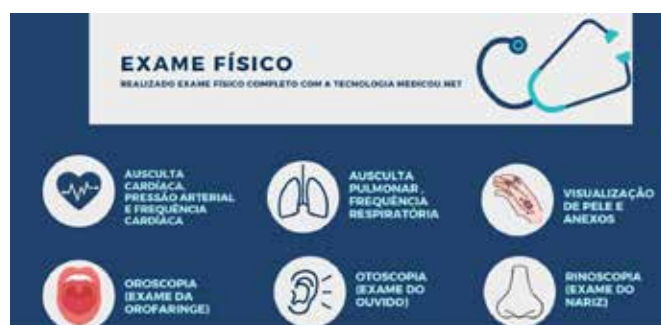 EXAME FÍSICO
REALIZADO EXAME FÍSICO COMPLETO COM A TECNOLOGIA MEDICOU.NET
AUSCULTA
CARDÍACA,
PRESSÃO ARTERIAL
E FREQUÊNCIA
CARDÍACA
AUSCULTA
PULMONAR ,
FREQUÊNCIA
RESPIRATÓRIA
VISUALIZAÇÃO
DE PELE E
ANEXOS
OROSCOPIA
(EXAME DA
OROFARINGE)
OTOSCOPIA
(EXAME DO
OUVIDO)
RINOSCOPIA
(EXAME DO
NARIZ)